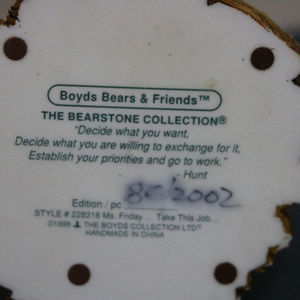 Boyds Bears & Friends™
THE BEARSTONE COLLECTION®
"Decide what you want,
Decide what you are willing to exchange for it,
Establish your priorities and go to work."
Hunt
Edition / pc 8E/2002
STYLE # 228318 Ms. Friday ... Take This Job...
©1999 THE BOYDS COLLECTION LTD®
HANDMADE IN CHINA